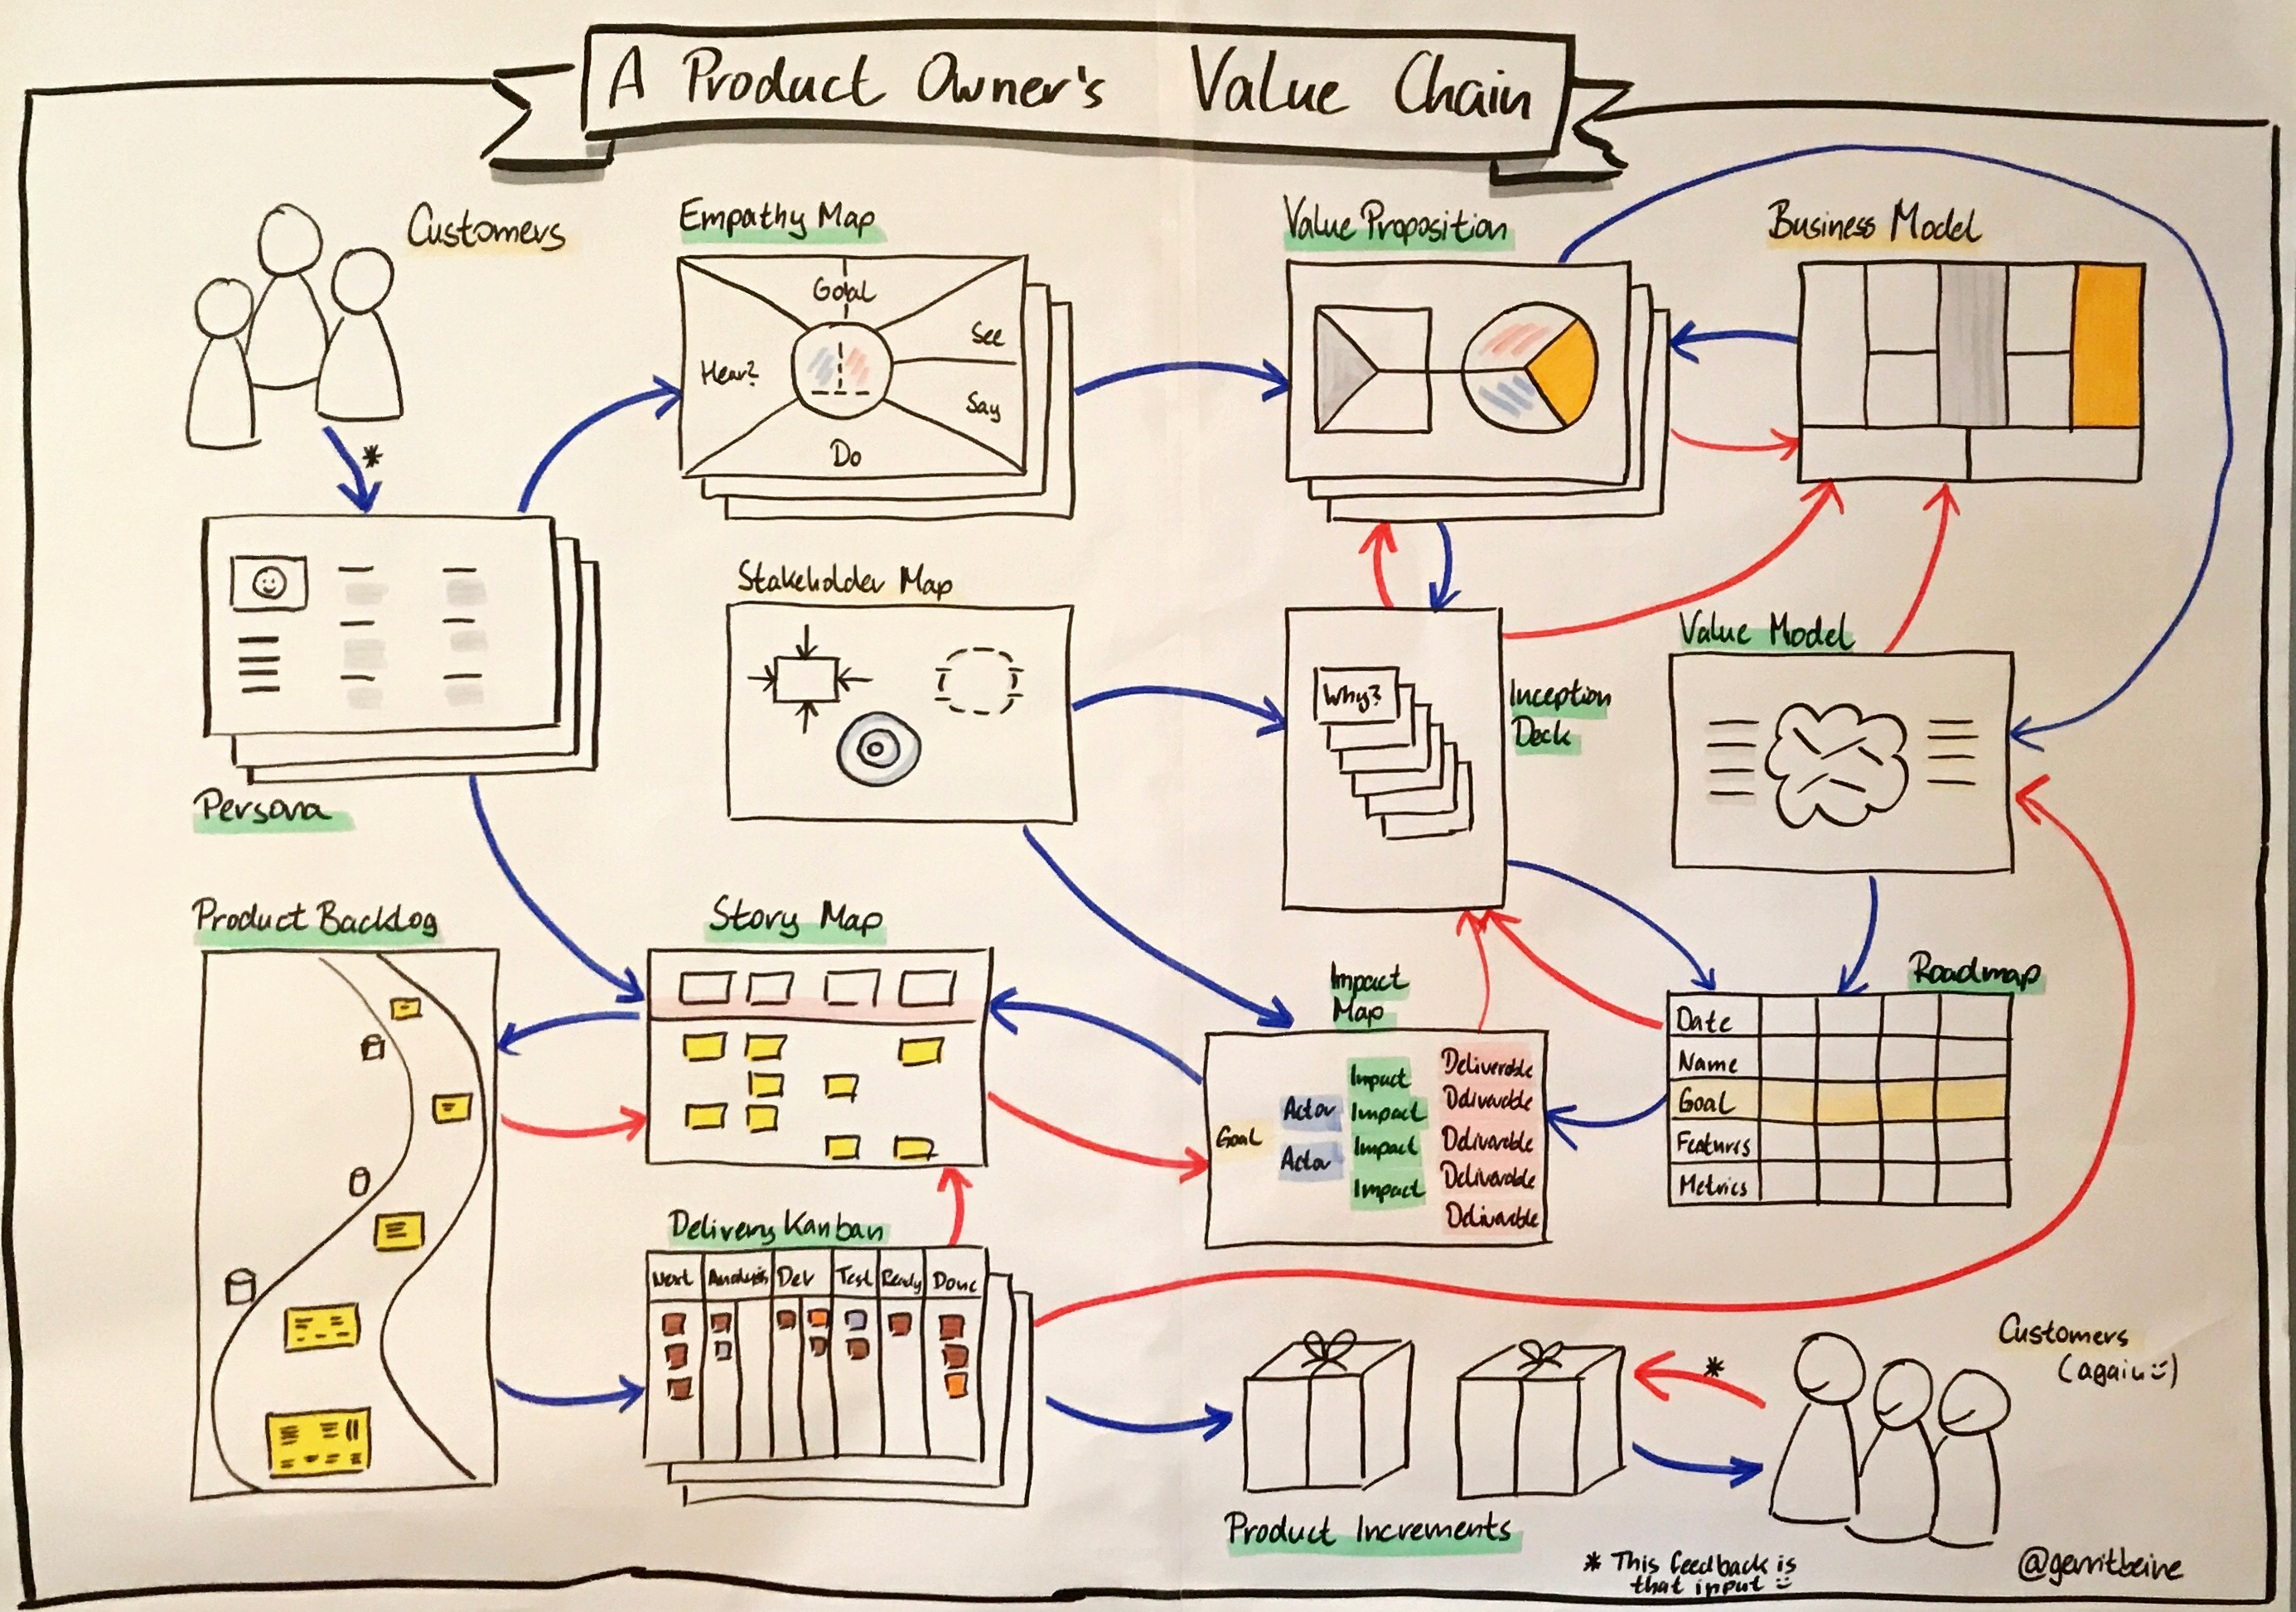 A Product Owner's Value Chain
Customers
Empathy Map
Value Proposition
Business Model
Goal
See
Hear?
Say
Do
*
Stakeholder Map
Value Model
Why?
Inception
Deck
Persona
Product Backlog
Story Map
Impact
Map
Roadmap
Date
Name
Goal
Features
Metrics
Goal
Actor
Actor
Impact
Impact
Impact
Impact
Deliverable
Deliverable
Deliverable
Deliverable
Deliverable
Delivery Kanban
Next Analysis Dev Test Ready Done
Customers
(again :-)
*
Product Increments
* This feedback is
that input :-)
@gerritbeine